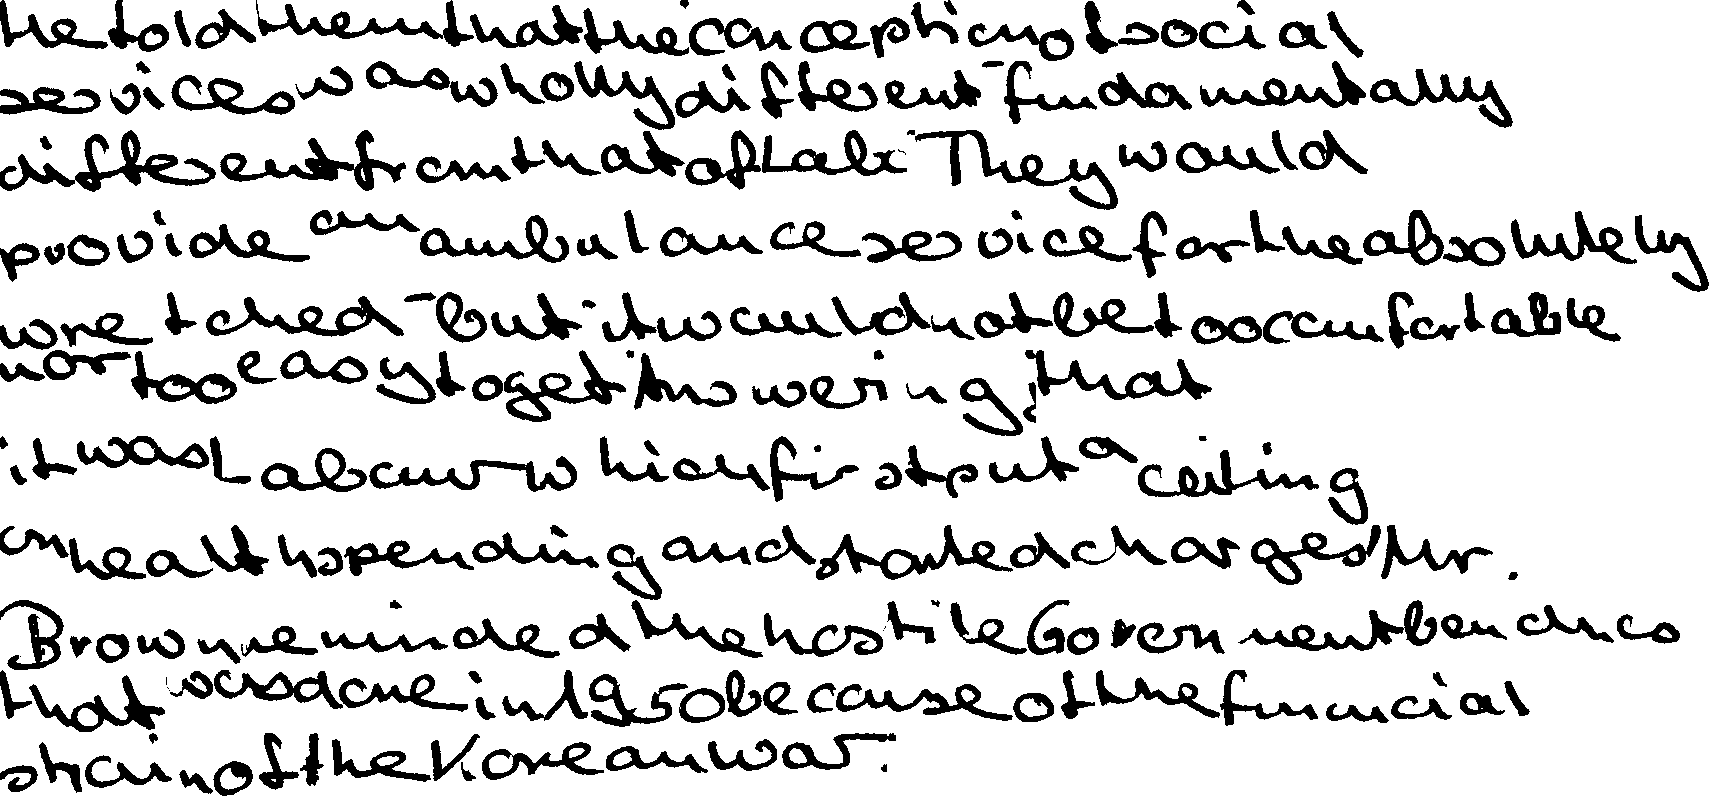 he told them that the conception of social
services was wholly different - fundamentally
different from that of Lab. " They would
provide an ambulance service for the absolutely
wretched - but it would not be too comfortable
nor too easy to get . " Answering , that
it was Labour which first put a ceiling
on health spending and started charges , Mr .
Brown reminded the hostile Government benches
that was done in 1950 because of the financial
strain of the Korean war .